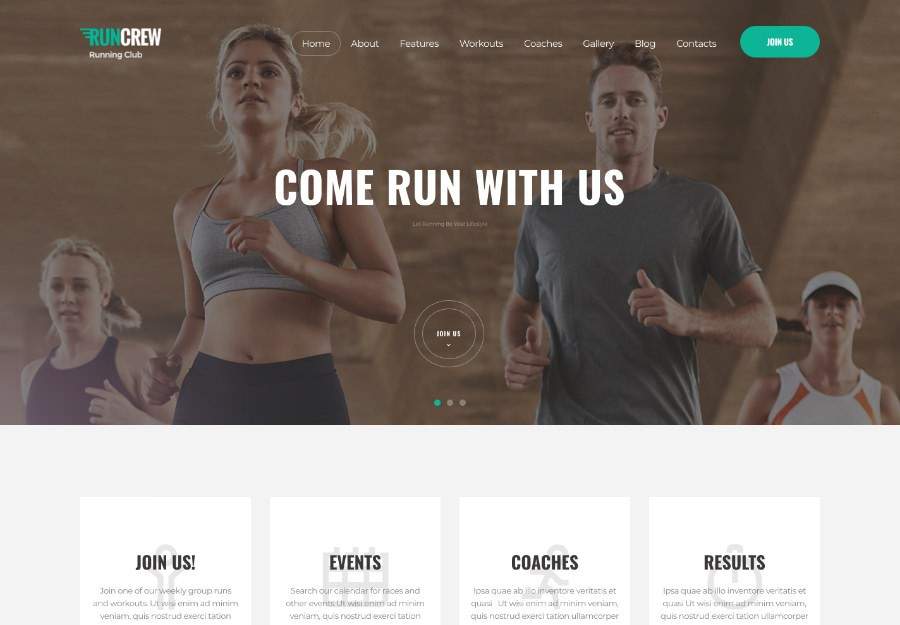 RUNCREW
Running Club
Home About Features Workouts Coaches Gallery Blog Contacts
JOIN US
COME RUN WITH US
Let Running Be Your Lifestyle
JOIN US
JOIN US!
Join one of our weekly group runs
and workouts. Ut wisi enim ad minim
veniam, quis nostrud exerci tation
EVENTS
Search our calendar for races and
other events.Ut wisi enim ad minim
veniam, quis nostrud exerci tation
COACHES
Ipsa quae ab illo inventore veritatis et
quasi Ut wisi enim ad minim veniam,
quis nostrud exerci tation ullamcorper
RESULTS
Ipsa quae ab illo inventore veritatis et
quasi Ut wisi enim ad minim veniam,
quis nostrud exerci tation ullamcorper